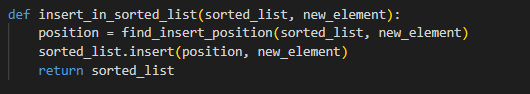 def insert_in_sorted_list(sorted_list, new_element):
    position = find_insert_position(sorted_list, new_element)
    sorted_list.insert(position, new_element)
    return sorted_list